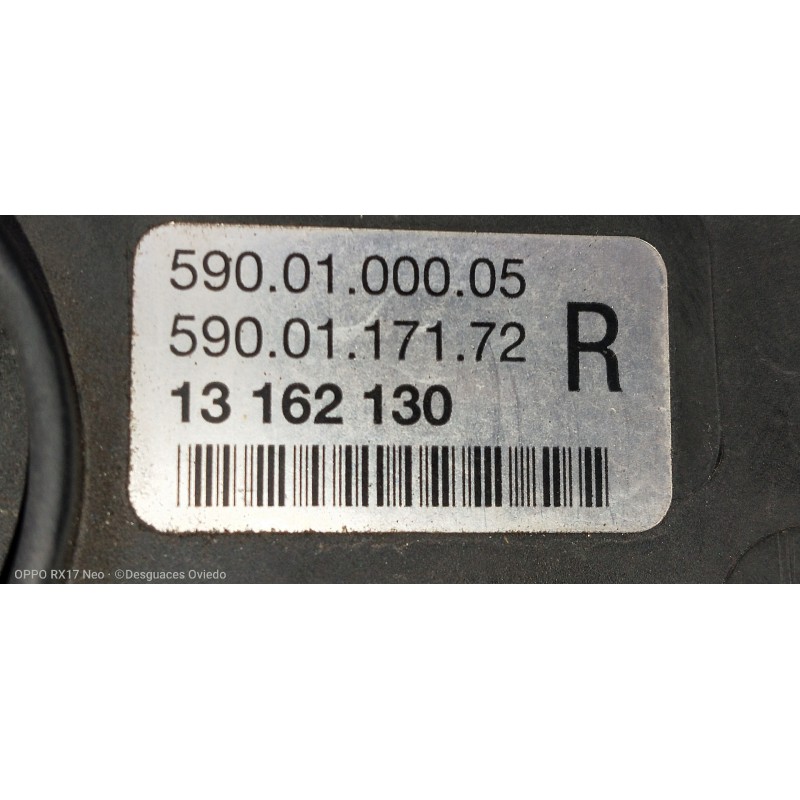 590.01.000.05
590.01.171.72
R
13 162 130
OPPO RX17 Neo · ©Desguaces Oviedo